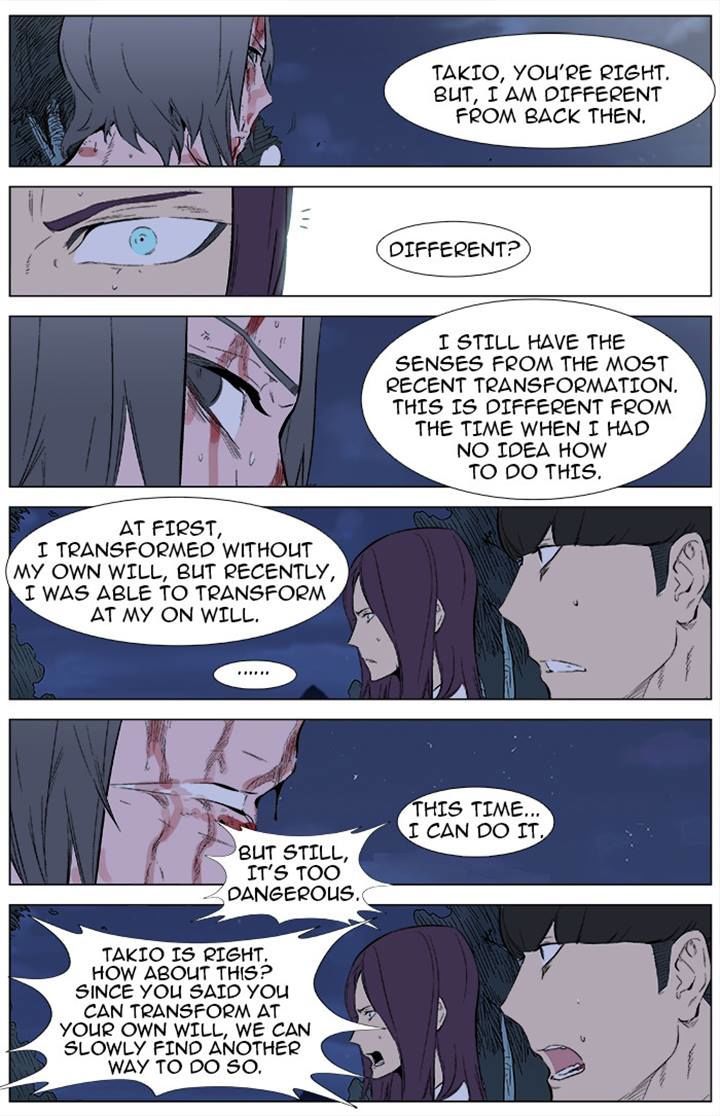 TAKIO, YOU'RE RIGHT.
BUT, I AM DIFFERENT
FROM BACK THEN.
DIFFERENT?
I STILL HAVE THE
SENSES FROM THE MOST
RECENT TRANSFORMATION.
THIS IS DIFFERENT FROM
THE TIME WHEN I HAD
NO IDEA HOW
TO DO THIS.
AT FIRST,
I TRANSFORMED WITHOUT
MY OWN WILL, BUT RECENTLY,
I WAS ABLE TO TRANSFORM
AT MY ON WILL.
......
THIS TIME...
I CAN DO IT.
BUT STILL,
IT'S TOO
DANGEROUS.
TAKIO IS RIGHT.
HOW ABOUT THIS?
SINCE YOU SAID YOU
CAN TRANSFORM AT
YOUR OWN WILL, WE CAN
SLOWLY FIND ANOTHER
WAY TO DO SO.